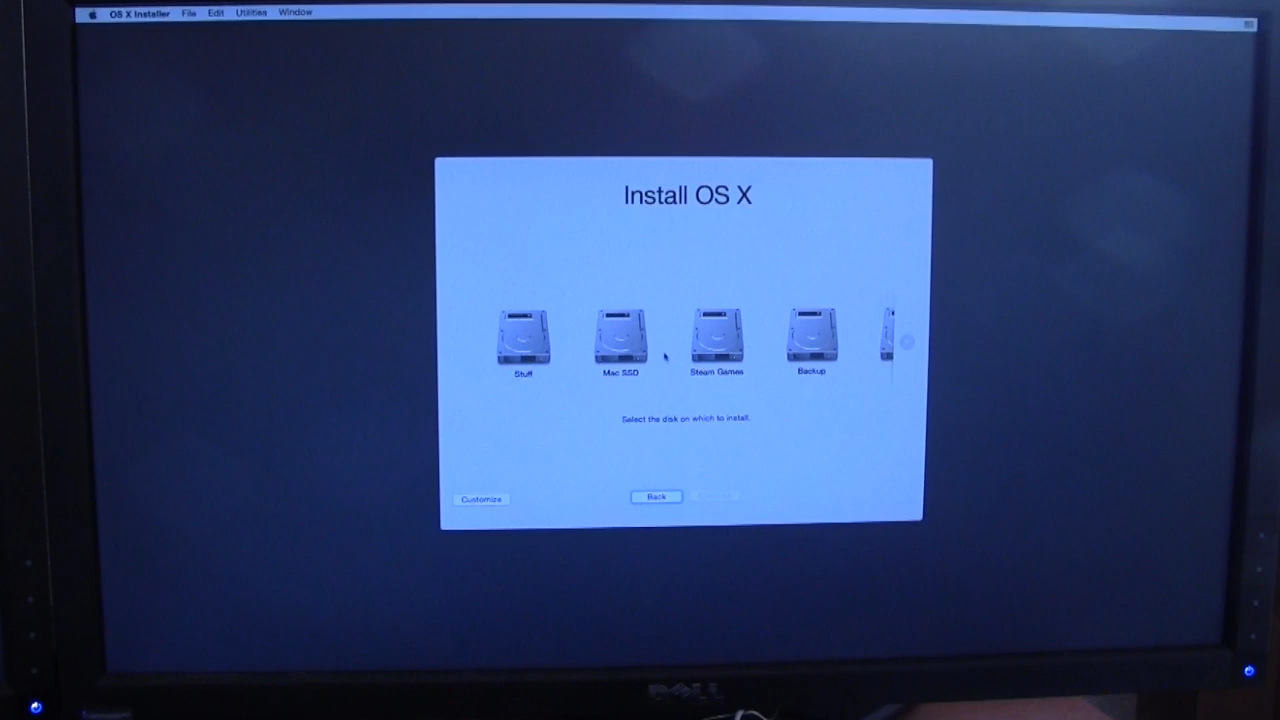 OS X Installer File Edit Utilities Window
Install OS X
Stuff Mac SSD Steam Games Backup
Select the disk on which to install.
Customize Back
DELL